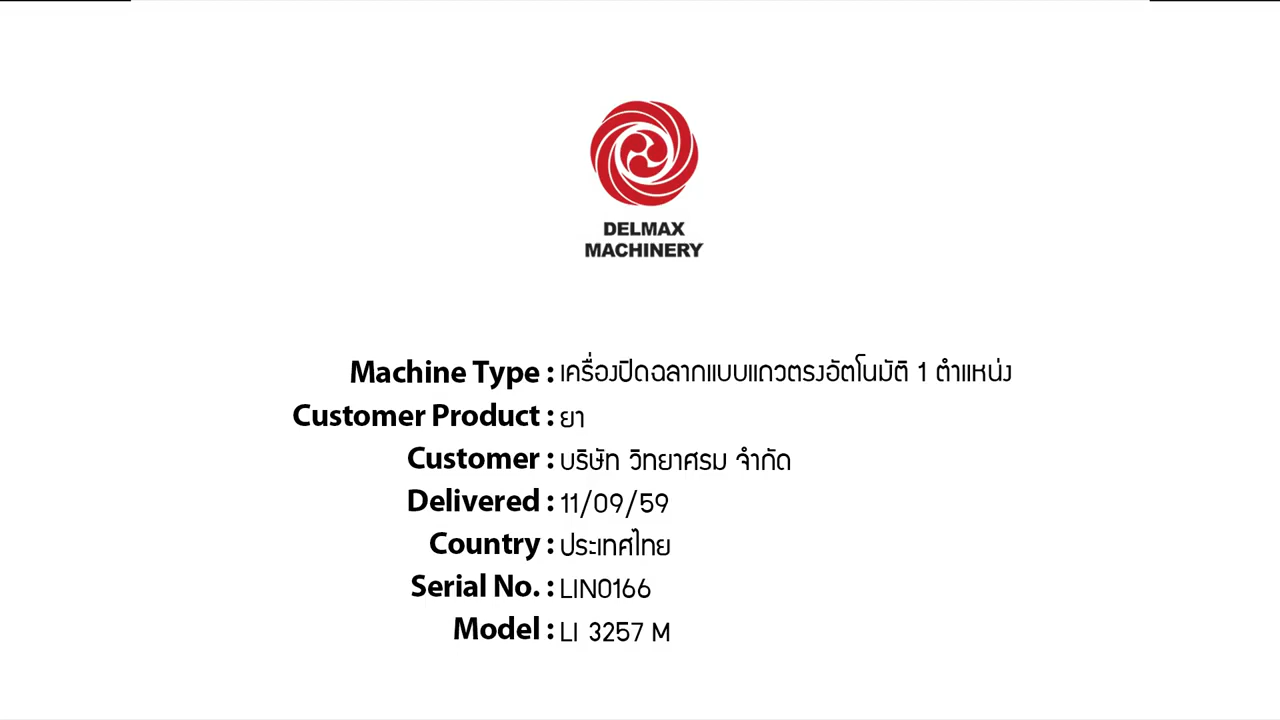 DELMAX
MACHINERY
Machine Type : เครื่องปิดฉลากแบบแถวตรงอัตโนมัติ 1 ตำแหน่ง
Customer Product : ยา
Customer : บริษัท วิทยาศรม จำกัด
Delivered : 11/09/59
Country : ประเทศไทย
Serial No. : LIN0166
Model : LI 3257 M